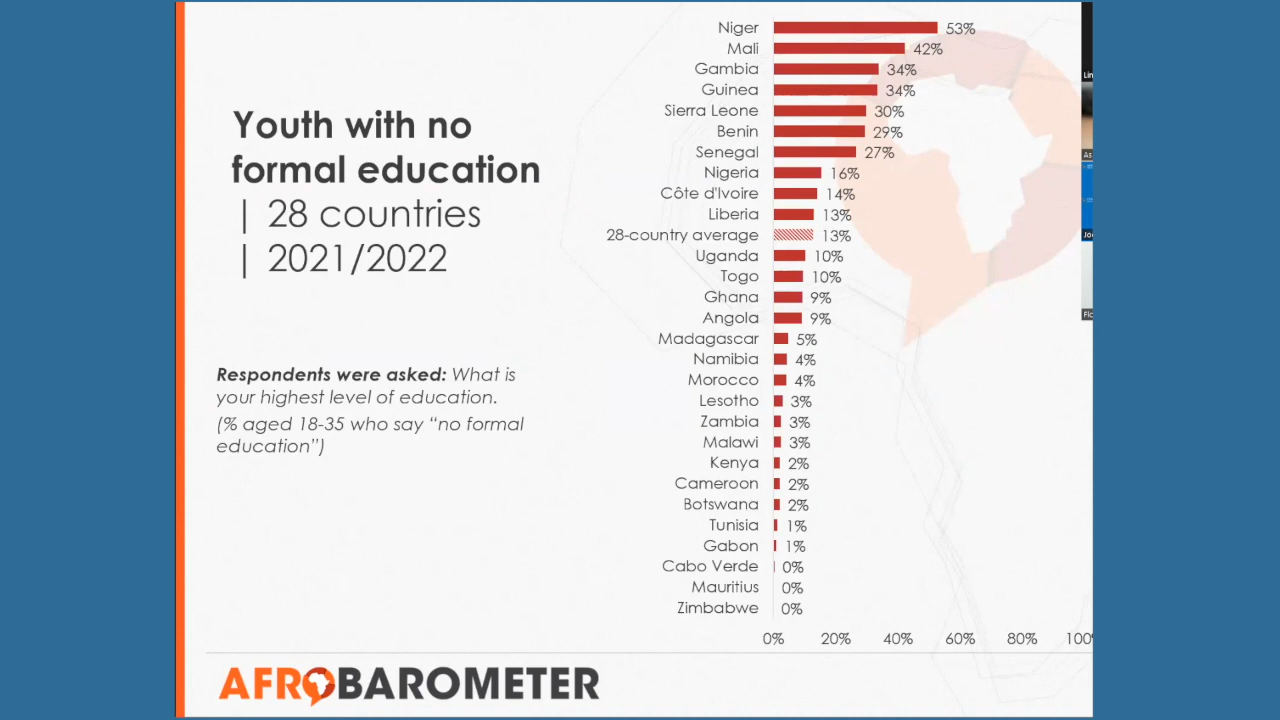 Youth with no
formal education
| 28 countries
| 2021/2022
Respondents were asked: What is
your highest level of education.
(% aged 18-35 who say “no formal
education”)
Niger 53%
Mali 42%
Gambia 34%
Guinea 34%
Sierra Leone 30%
Benin 29%
Senegal 27%
Nigeria 16%
Côte d'Ivoire 14%
Liberia 13%
28-country average 13%
Uganda 10%
Togo 10%
Ghana 9%
Angola 9%
Madagascar 5%
Namibia 4%
Morocco 4%
Lesotho 3%
Zambia 3%
Malawi 3%
Kenya 2%
Cameroon 2%
Botswana 2%
Tunisia 1%
Gabon 1%
Cabo Verde 0%
Mauritius 0%
Zimbabwe 0%
0% 20% 40% 60% 80% 100
AFROBAROMETER